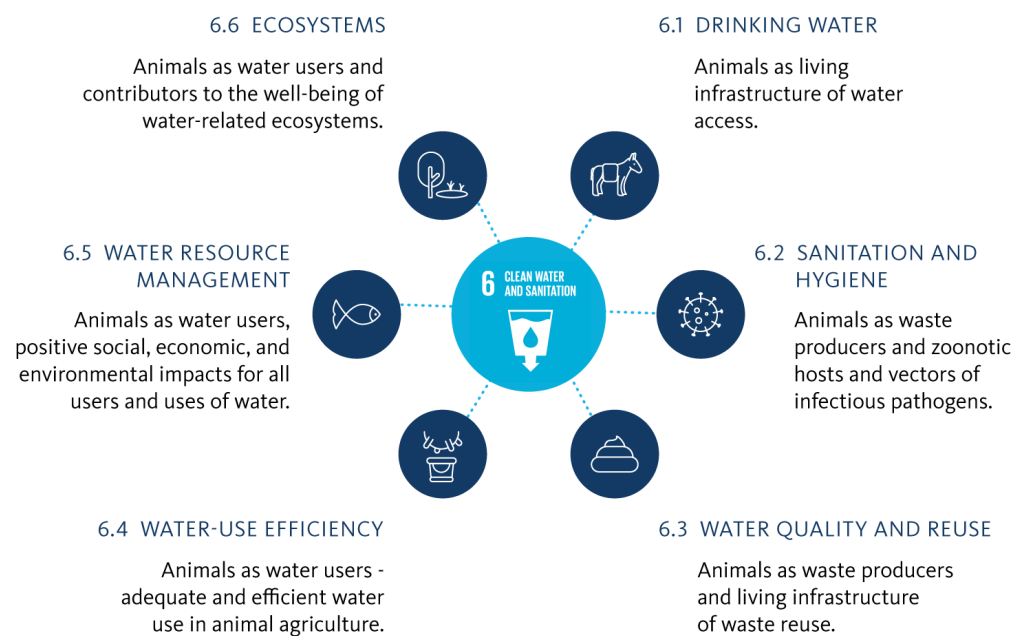 6.6 ECOSYSTEMS
Animals as water users and
contributors to the well-being of
water-related ecosystems.
6.1 DRINKING WATER
Animals as living
infrastructure of water
access.
6.5 WATER RESOURCE
MANAGEMENT
Animals as water users,
positive social, economic, and
environmental impacts for all
users and uses of water.
6 CLEAN WATER
AND SANITATION
6.2 SANITATION AND
HYGIENE
Animals as waste
producers and zoonotic
hosts and vectors of
infectious pathogens.
6.4 WATER-USE EFFICIENCY
Animals as water users -
adequate and efficient water
use in animal agriculture.
6.3 WATER QUALITY AND REUSE
Animals as waste producers
and living infrastructure
of waste reuse.